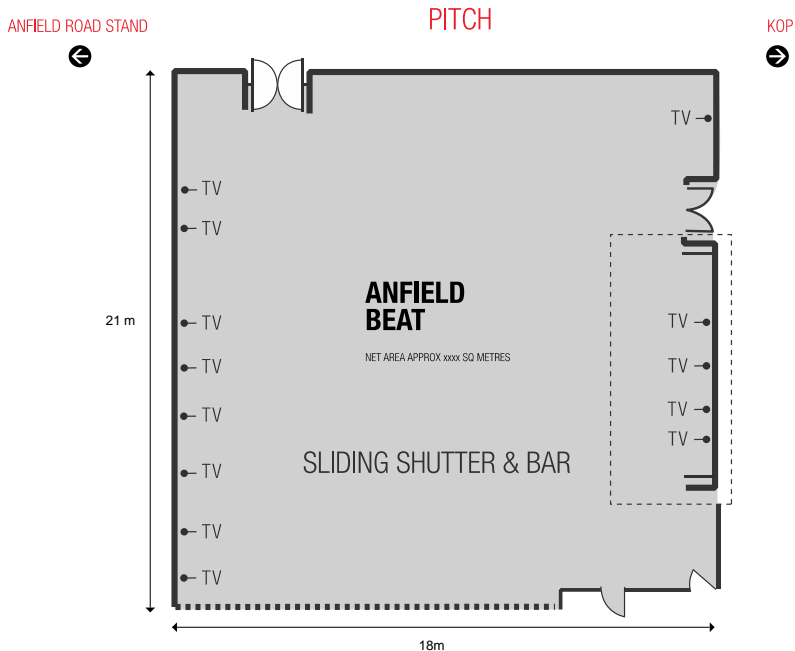 ANFIELD ROAD STAND
PITCH
KOP
TV
TV
TV
21 m
ANFIELD
BEAT
NET AREA APPROX xxxx SQ METRES
TV
TV
TV
TV
TV
TV
TV
TV
SLIDING SHUTTER & BAR
TV
TV
18m